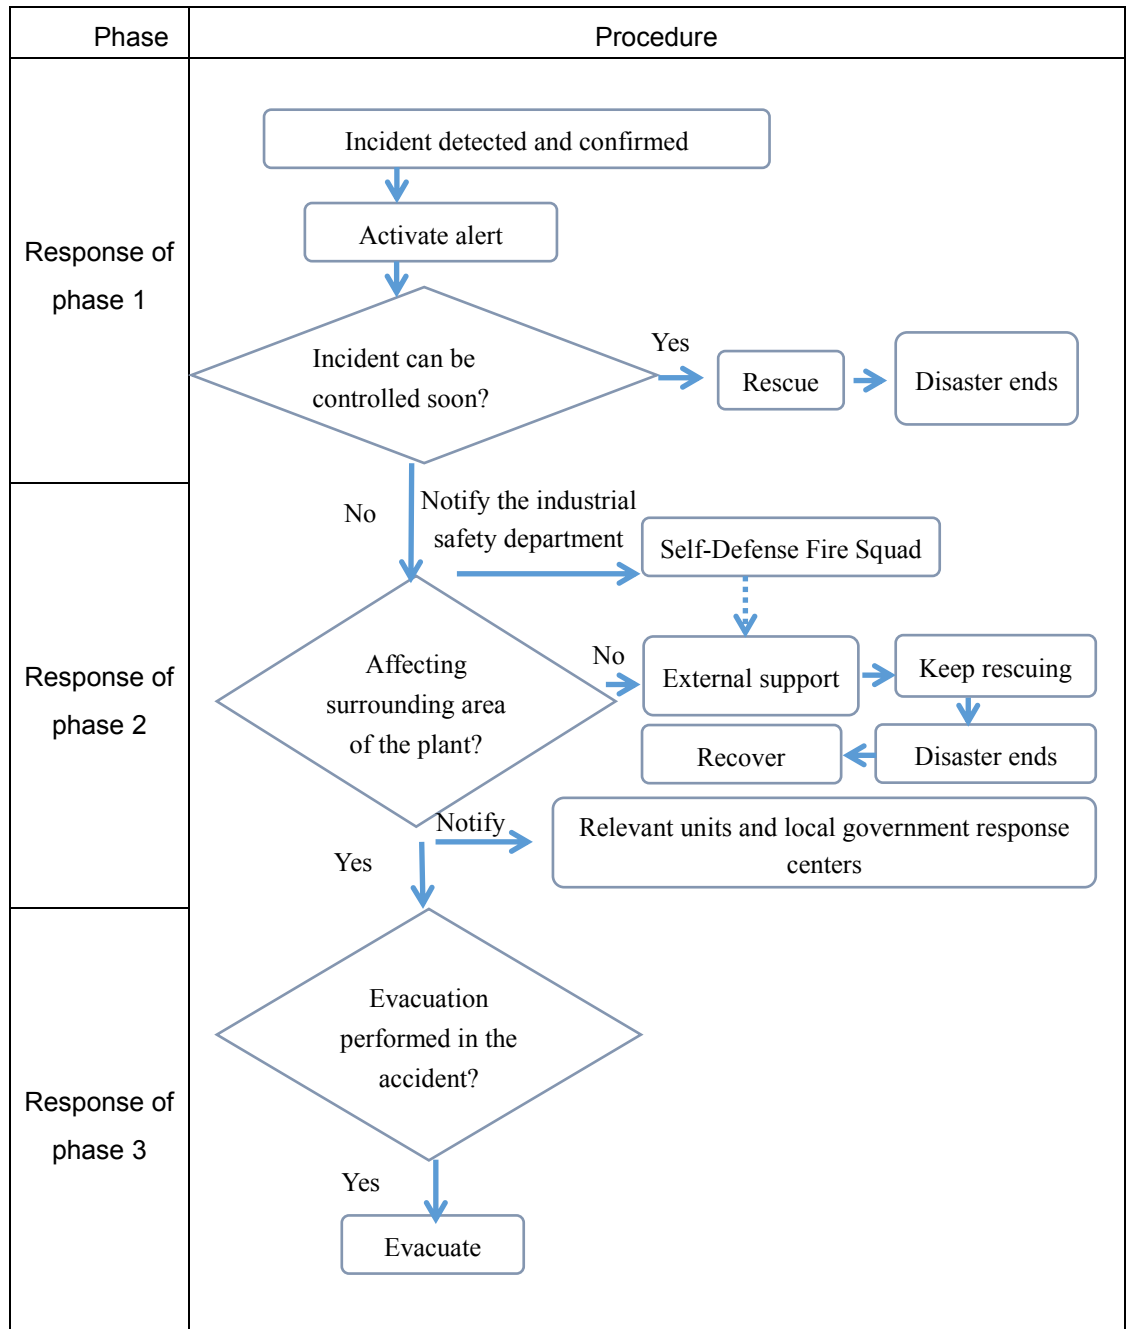 Phase
Procedure
Response of
phase 1
Incident detected and confirmed
Activate alert
Incident can be
controlled soon?
Yes
Rescue
Disaster ends
No
Notify the industrial
safety department
Self-Defense Fire Squad
Response of
phase 2
Affecting
surrounding area
of the plant?
No
External support
Keep rescuing
Recover
Disaster ends
Notify
Relevant units and local government response
centers
Yes
Response of
phase 3
Evacuation
performed in the
accident?
Yes
Evacuate